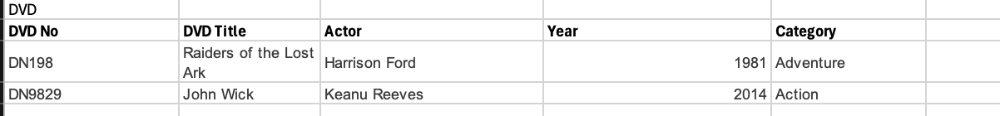 DVD
DVD No DVD Title Actor Year Category
DN198 Raiders of the Lost Ark Harrison Ford 1981 Adventure
DN9829 John Wick Keanu Reeves 2014 Action